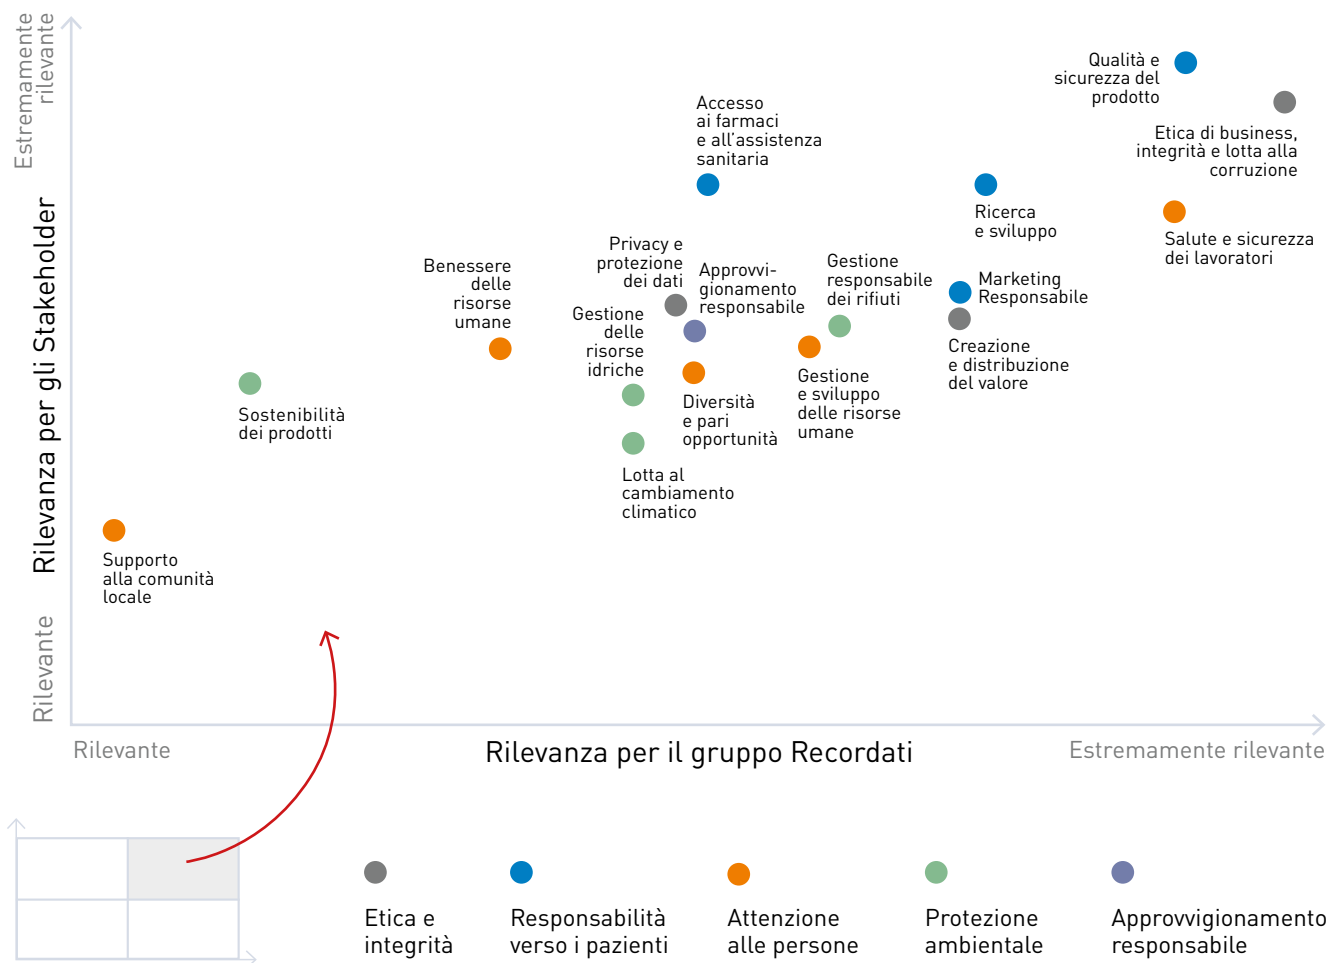 Estremamente
rilevante
Rilevanza per gli Stakeholder
Rilevante
Qualità e
sicurezza del
prodotto
Etica di business,
integrità e lotta alla
corruzione
Accesso
ai farmaci
e all'assistenza
sanitaria
Ricerca
e sviluppo
Salute e sicurezza
dei lavoratori
Privacy e
protezione
dei dati
Approvvi-
gionamento
responsabile
Gestione
responsabile
dei rifiuti
Marketing
Responsabile
Benessere
delle
risorse
umane
Gestione
delle
risorse
idriche
Creazione
e distribuzione
del valore
Gestione
e sviluppo
delle risorse
umane
Diversità
e pari
opportunità
Sostenibilità
dei prodotti
Lotta al
cambiamento
climatico
Supporto
alla comunità
locale
Rilevante
Rilevanza per il gruppo Recordati
Estremamente rilevante
Etica e
integrità
Responsabilità
verso i pazienti
Attenzione
alle persone
Protezione
ambientale
Approvvigionamento
responsabile